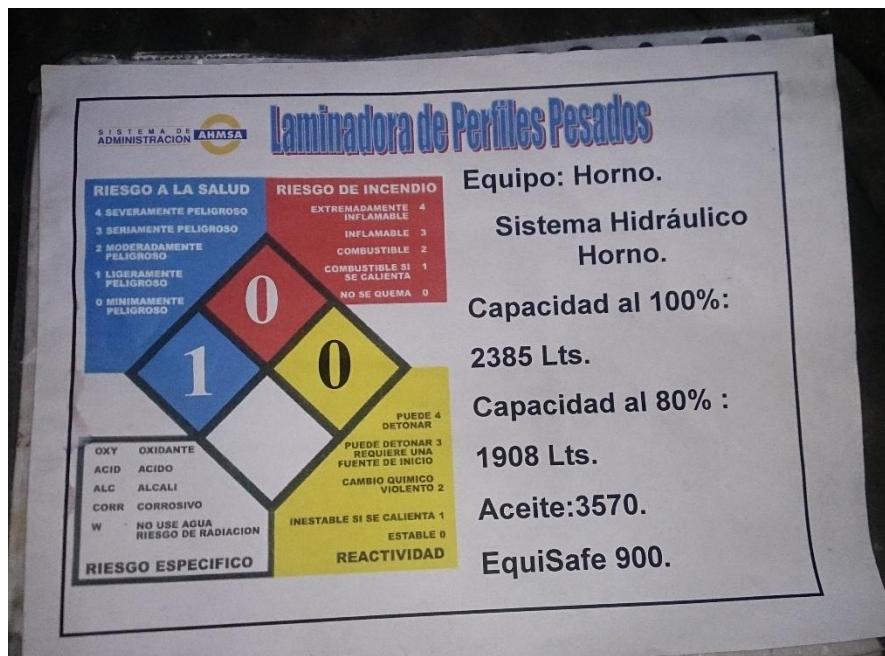 SISTEMA DE
ADMINISTRACION AHMSA
Laminadora de Perfiles Pesados
RIESGO A LA SALUD
4 SEVERAMENTE PELIGROSO
3 SERIAMENTE PELIGROSO
2 MODERADAMENTE
PELIGROSO
1 LIGERAMENTE
PELIGROSO
0 MINIMAMENTE
PELIGROSO
RIESGO DE INCENDIO
EXTREMADAMENTE 4
INFLAMABLE
INFLAMABLE 3
COMBUSTIBLE 2
COMBUSTIBLE SI 1
SE CALIENTA
NO SE QUEMA 0
0
1
0
OXY OXIDANTE
ACID ACIDO
ALC ALCALI
CORR CORROSIVO
W NO USE AGUA
RIESGO DE RADIACION
RIESGO ESPECIFICO
PUEDE 4
DETONAR
PUEDE DETONAR 3
REQUIERE UNA
FUENTE DE INICIO
CAMBIO QUIMICO
VIOLENTO 2
INESTABLE SI SE CALIENTA 1
ESTABLE 0
REACTIVIDAD
Equipo: Horno.
Sistema Hidráulico
Horno.
Capacidad al 100%:
2385 Lts.
Capacidad al 80% :
1908 Lts.
Aceite:3570.
EquiSafe 900.